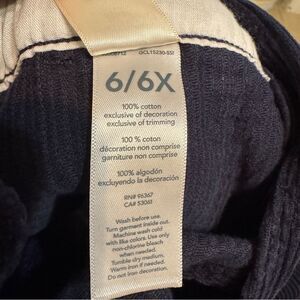 GCL15230-SS1
6/6X
100% cotton
exclusive of decoration
exclusive of trimming
100 % coton
décoration non comprise
garniture non comprise
100% algodón
excluyendo la decoración
RN# 96367
CA# 53061
Wash before use.
Turn garment inside out.
Machine wash cold
with like colors. Use only
non-chlorine bleach
when needed.
Tumble dry medium.
Warm iron if needed.
Do not iron decoration.